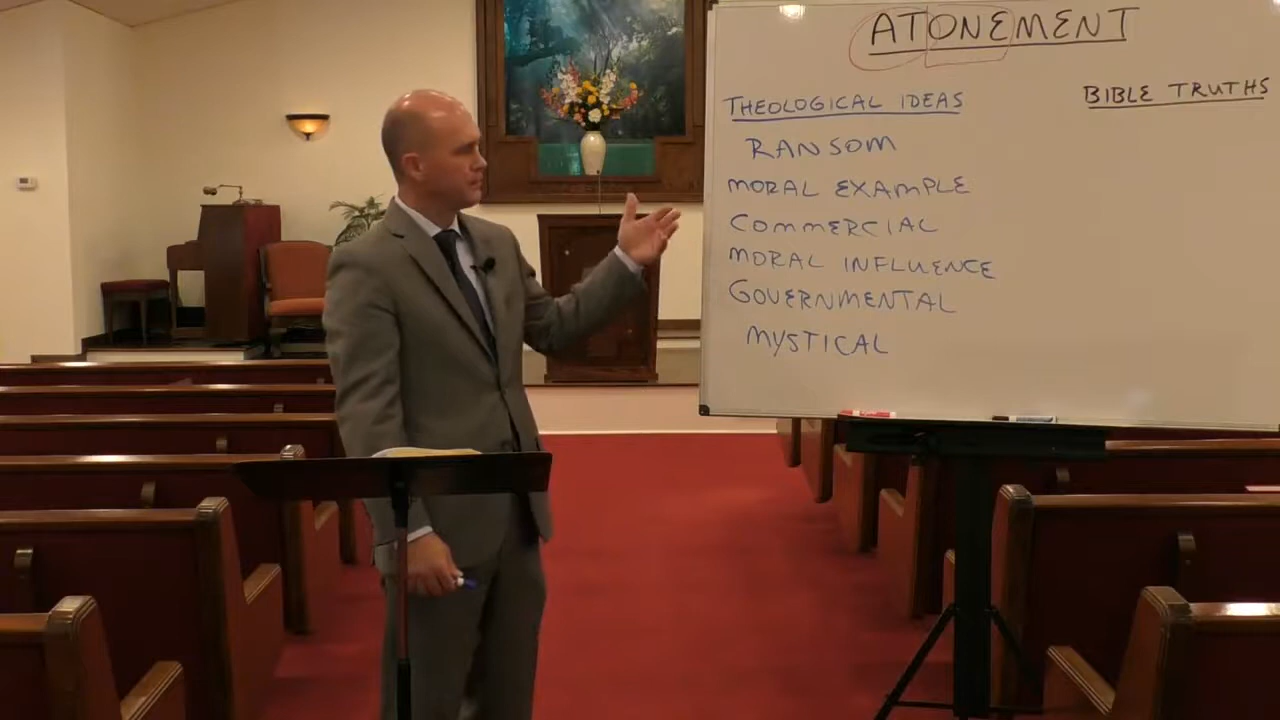 ATONEMENT
THEOLOGICAL IDEAS
RANSOM
MORAL EXAMPLE
COMMERCIAL
MORAL INFLUENCE
GOVERNMENTAL
MYSTICAL
BIBLE TRUTHS